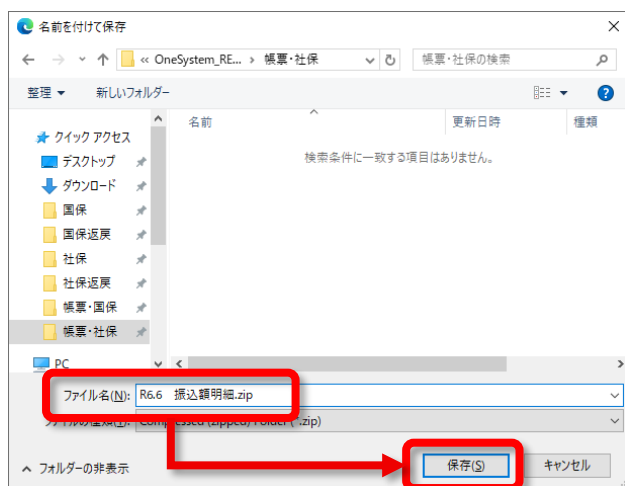 名前を付けて保存
« OneSystem_RE... › 帳票・社保
帳票・社保の検索
整理 新しいフォルダー
名前 更新日時 種類
検索条件に一致する項目はありません。
クイック アクセス
デスクトップ
ダウンロード
国保
国保返戻
社保
社保返戻
帳票・国保
帳票・社保
PC
ファイル名(N): R6.6 振込額明細.zip
ファイルの種類(T): Compressed (zipped) Folder (*.zip)
フォルダーの非表示
保存(S) キャンセル